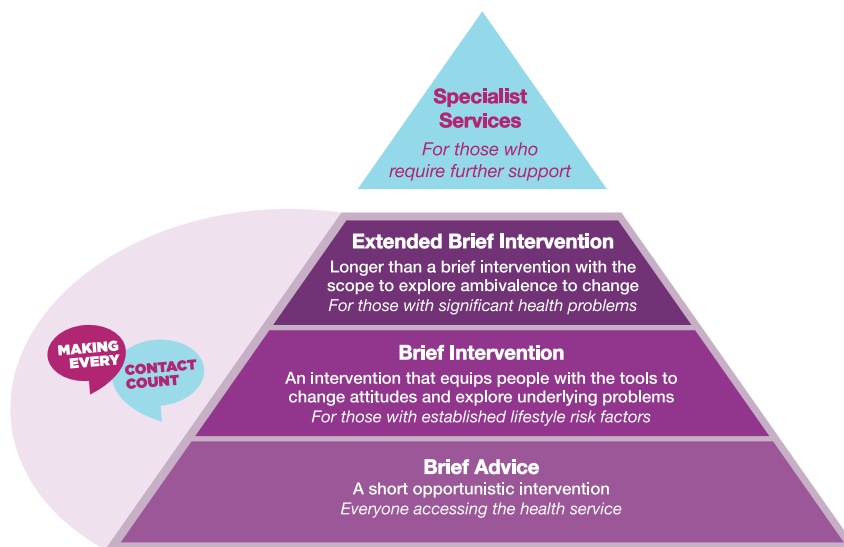 Specialist
Services
For those who
require further support
Extended Brief Intervention
Longer than a brief intervention with the
scope to explore ambivalence to change
For those with significant health problems
MAKING
EVERY
CONTACT
COUNT
Brief Intervention
An intervention that equips people with the tools to
change attitudes and explore underlying problems
For those with established lifestyle risk factors
Brief Advice
A short opportunistic intervention
Everyone accessing the health service